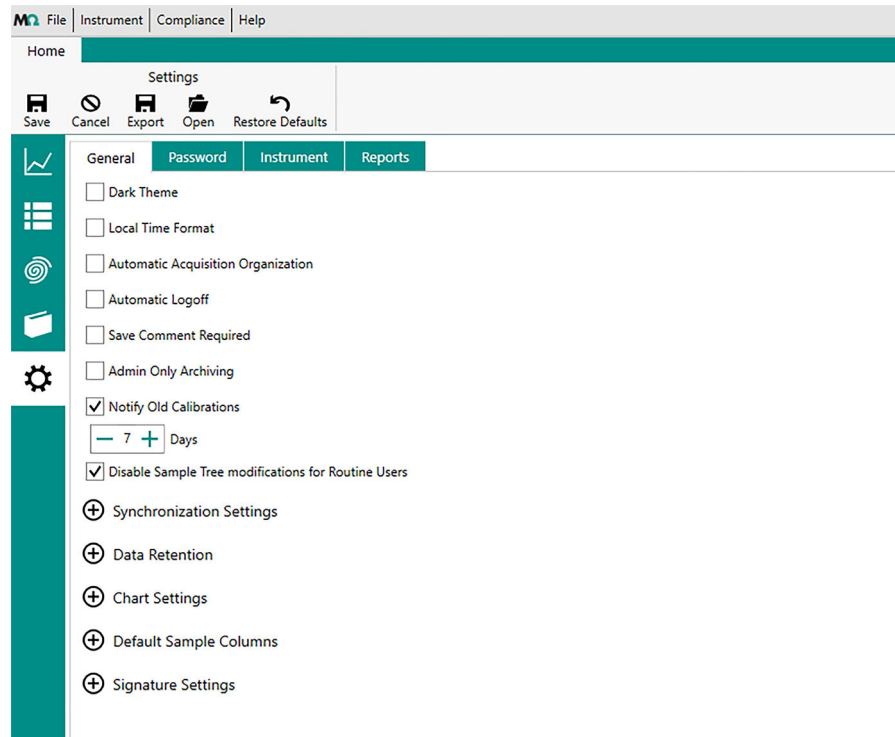 MΩ File Instrument Compliance Help
Home
Settings
Save Cancel Export Open Restore Defaults
General Password Instrument Reports
Dark Theme
Local Time Format
Automatic Acquisition Organization
Automatic Logoff
Save Comment Required
Admin Only Archiving
Notify Old Calibrations
7 Days
Disable Sample Tree modifications for Routine Users
Synchronization Settings
Data Retention
Chart Settings
Default Sample Columns
Signature Settings